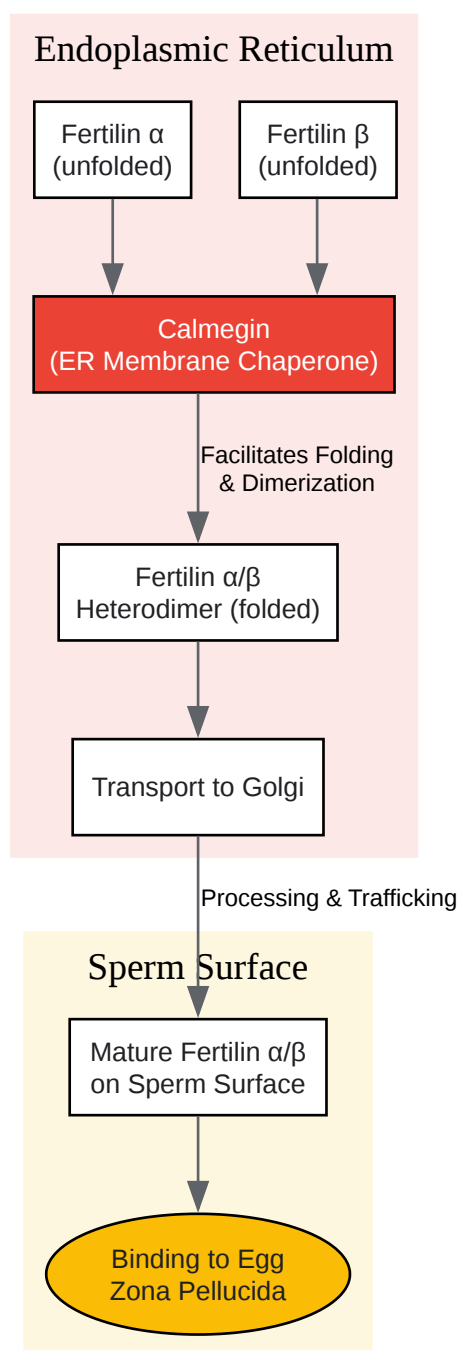 Endoplasmic Reticulum
Fertilin α
(unfolded)
Fertilin β
(unfolded)
Calmegin
(ER Membrane Chaperone)
Facilitates Folding
& Dimerization
Fertilin α/β
Heterodimer (folded)
Transport to Golgi
Processing & Trafficking
Sperm Surface
Mature Fertilin α/β
on Sperm Surface
Binding to Egg
Zona Pellucida